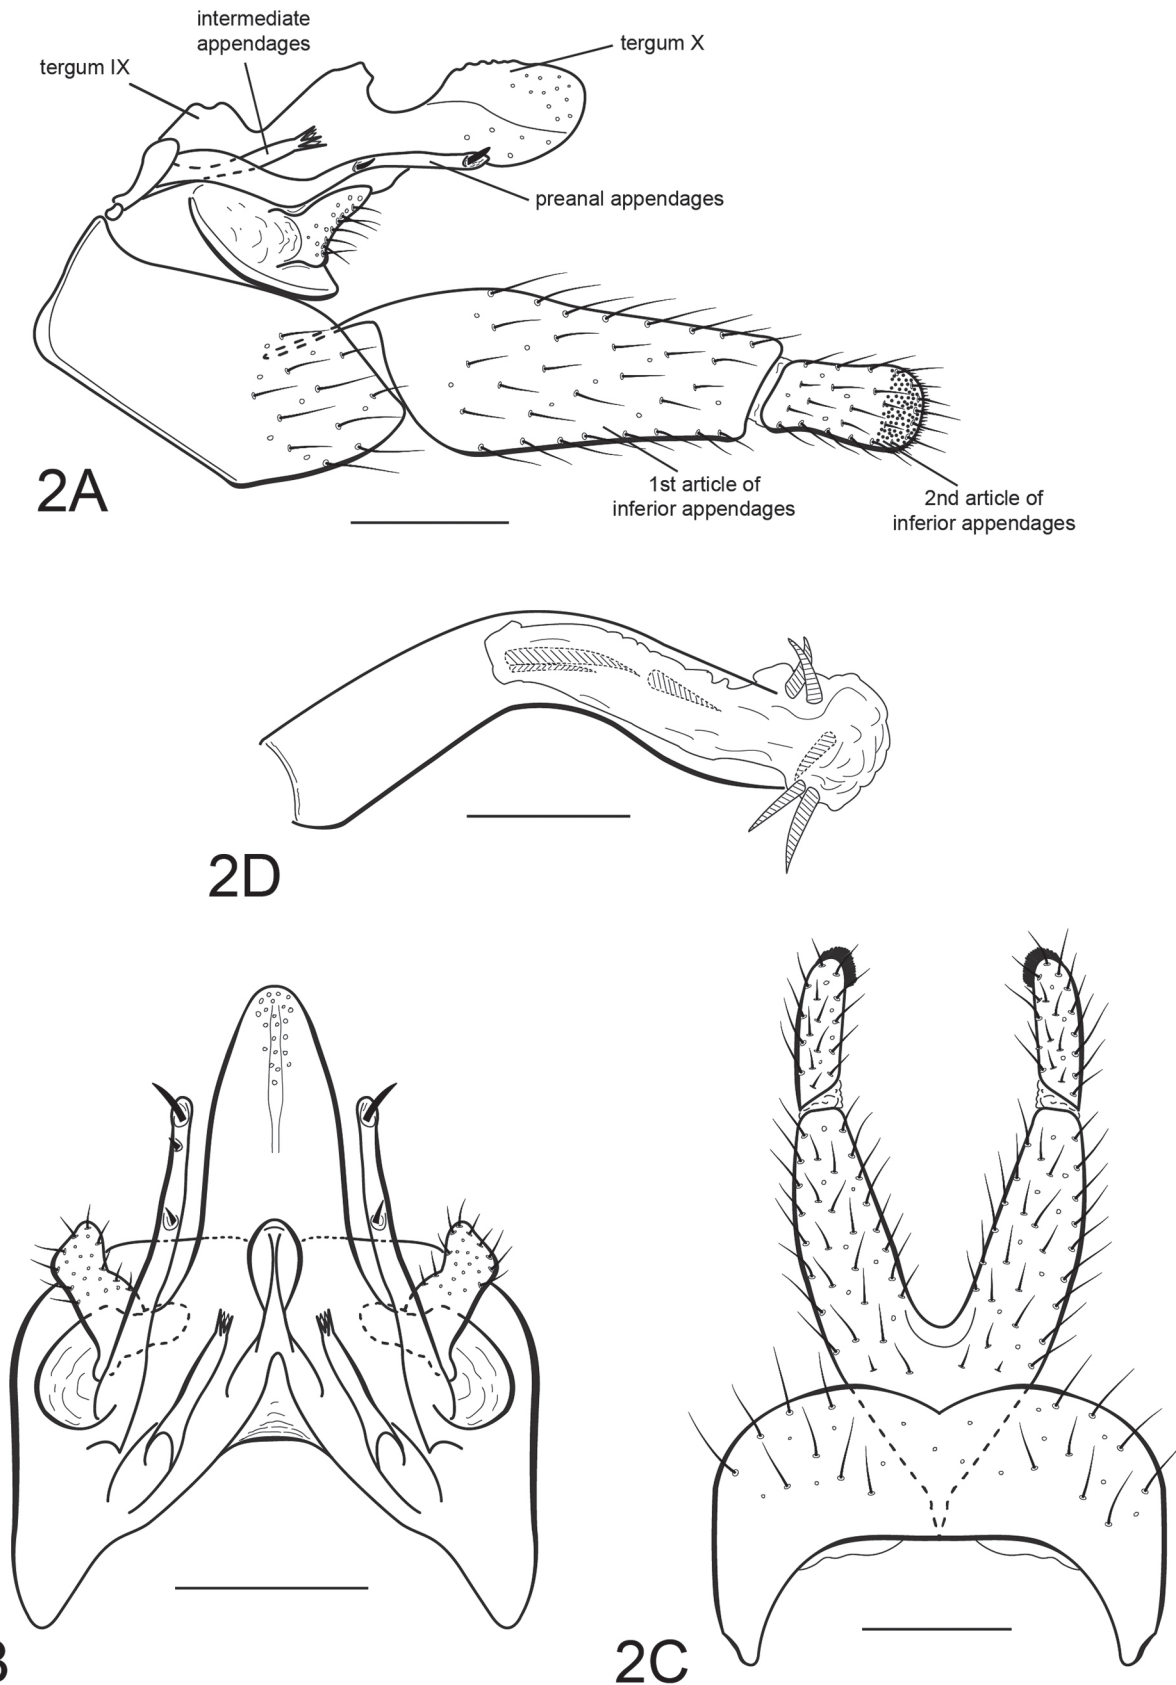 intermediate
appendages
tergum IX
tergum X
preanal appendages
1st article of
inferior appendages
2nd article of
inferior appendages
2A
2D
B
2C